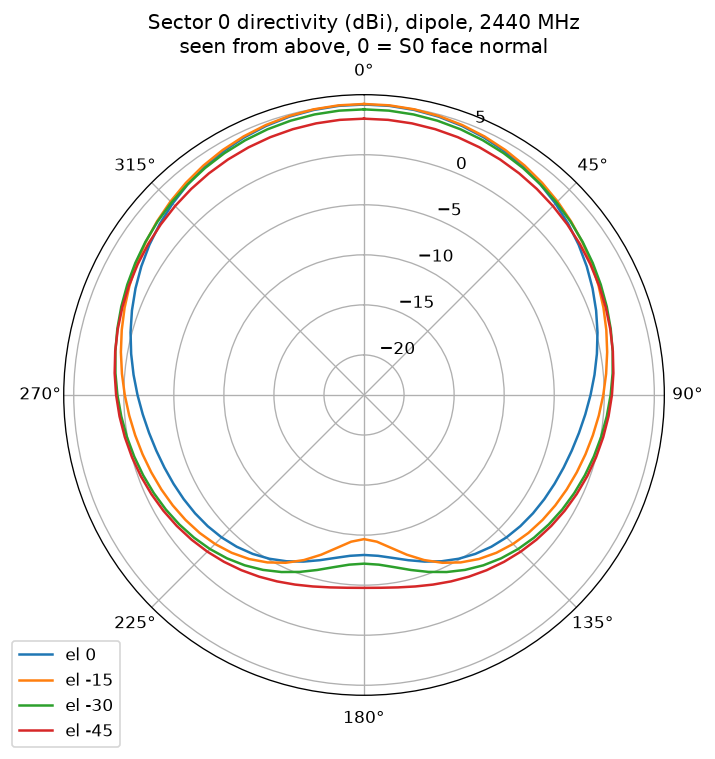 Sector 0 directivity (dBi), dipole, 2440 MHz
seen from above, 0 = S0 face normal
0°
5
315°
0
45°
−5
−10
−15
−20
270°
90°
225°
135°
180°
el 0
el -15
el -30
el -45